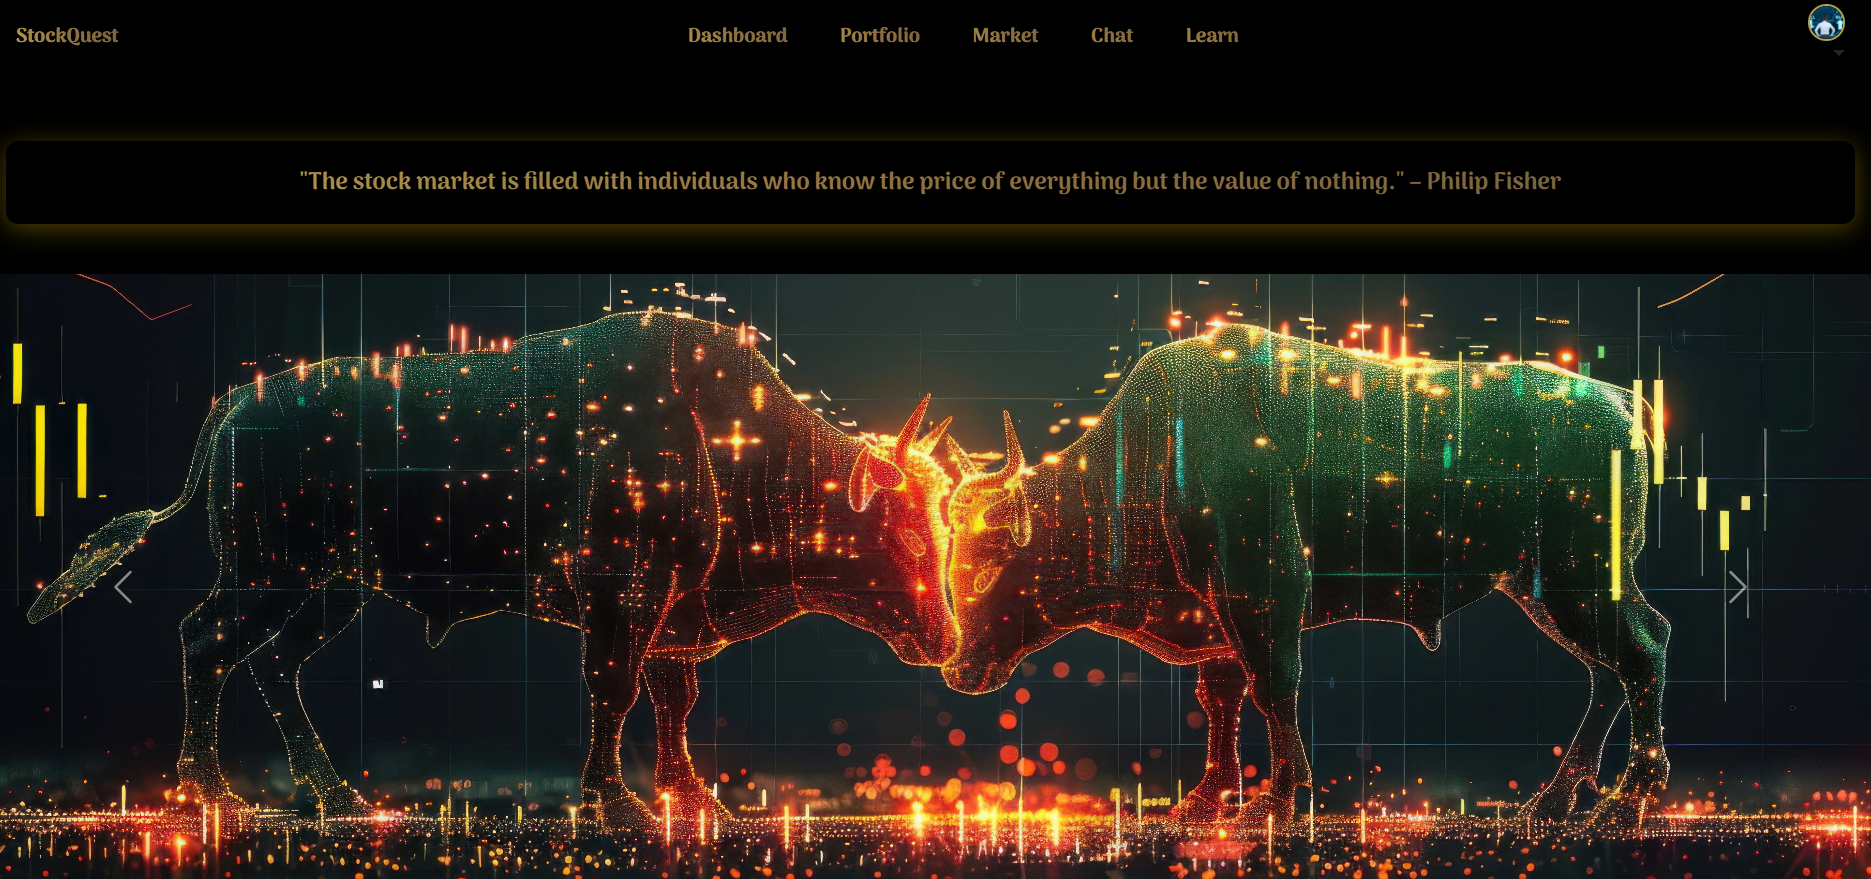 StockQuest
Dashboard
Portfolio
Market
Chat
Learn
"The stock market is filled with individuals who know the price of everything but the value of nothing." – Philip Fisher